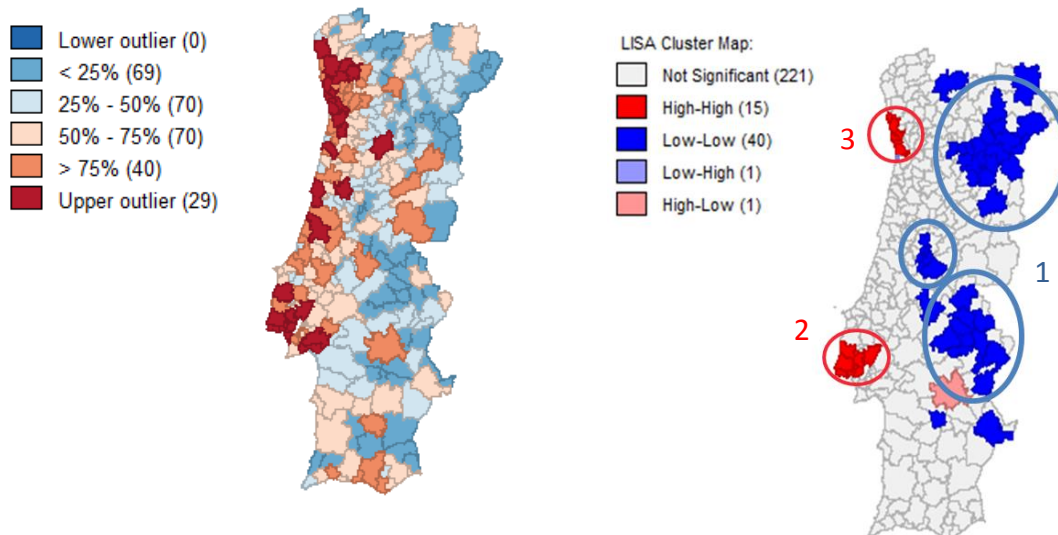 Lower outlier (0)
< 25% (69)
25% - 50% (70)
50% - 75% (70)
> 75% (40)
Upper outlier (29)
LISA Cluster Map:
Not Significant (221)
High-High (15)
Low-Low (40)
Low-High (1)
High-Low (1)
3
1
2